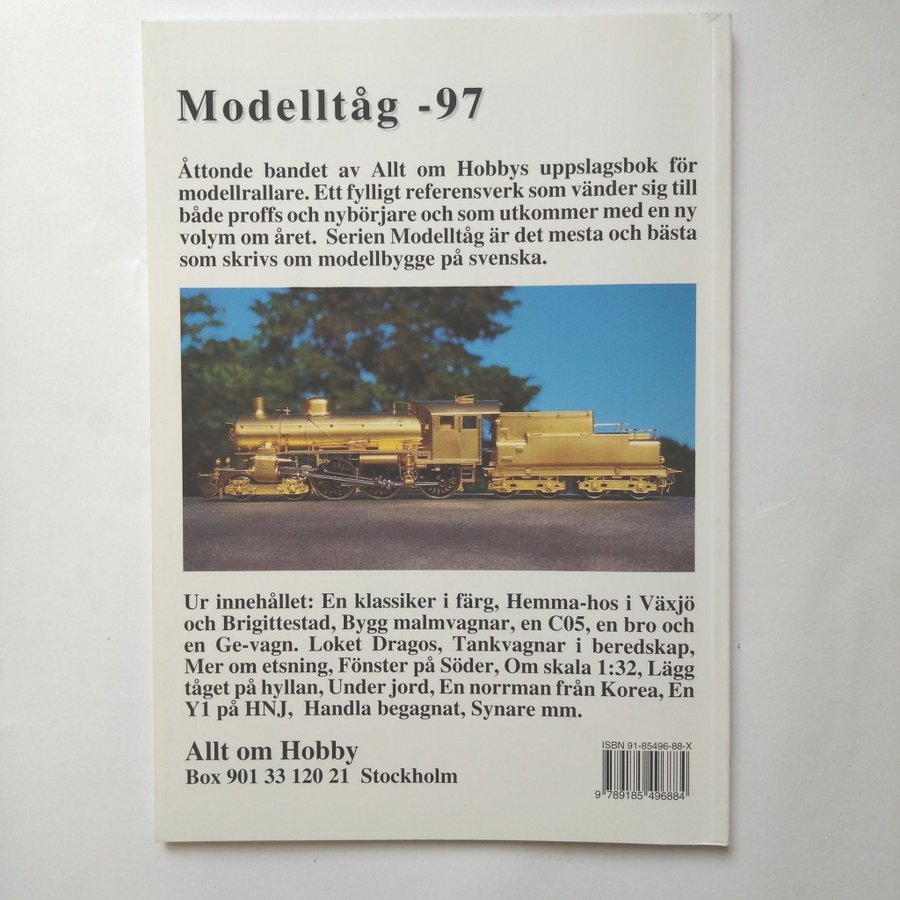 Modelltåg -97
Åttonde bandet av Allt om Hobbys uppslagsbok för
modellrallare. Ett fylligt referensverk som vänder sig till
både proffs och nybörjare och som utkommer med en ny
volym om året. Serien Modelltåg är det mesta och bästa
som skrivs om modellbygge på svenska.
Ur innehållet: En klassiker i färg, Hemma-hos i Växjö
och Brigittestad, Bygg malmvagnar, en C05, en bro och
en Ge-vagn. Loket Dragos, Tankvagnar i beredskap,
Mer om etsning, Fönster på Söder, Om skala 1:32, Lägg
tåget på hyllan, Under jord, En norrman från Korea, En
Y1 på HNJ, Handla begagnat, Synare mm.
Allt om Hobby
Box 901 33 120 21 Stockholm
ISBN 91-85496-88-X
9 789185 496884